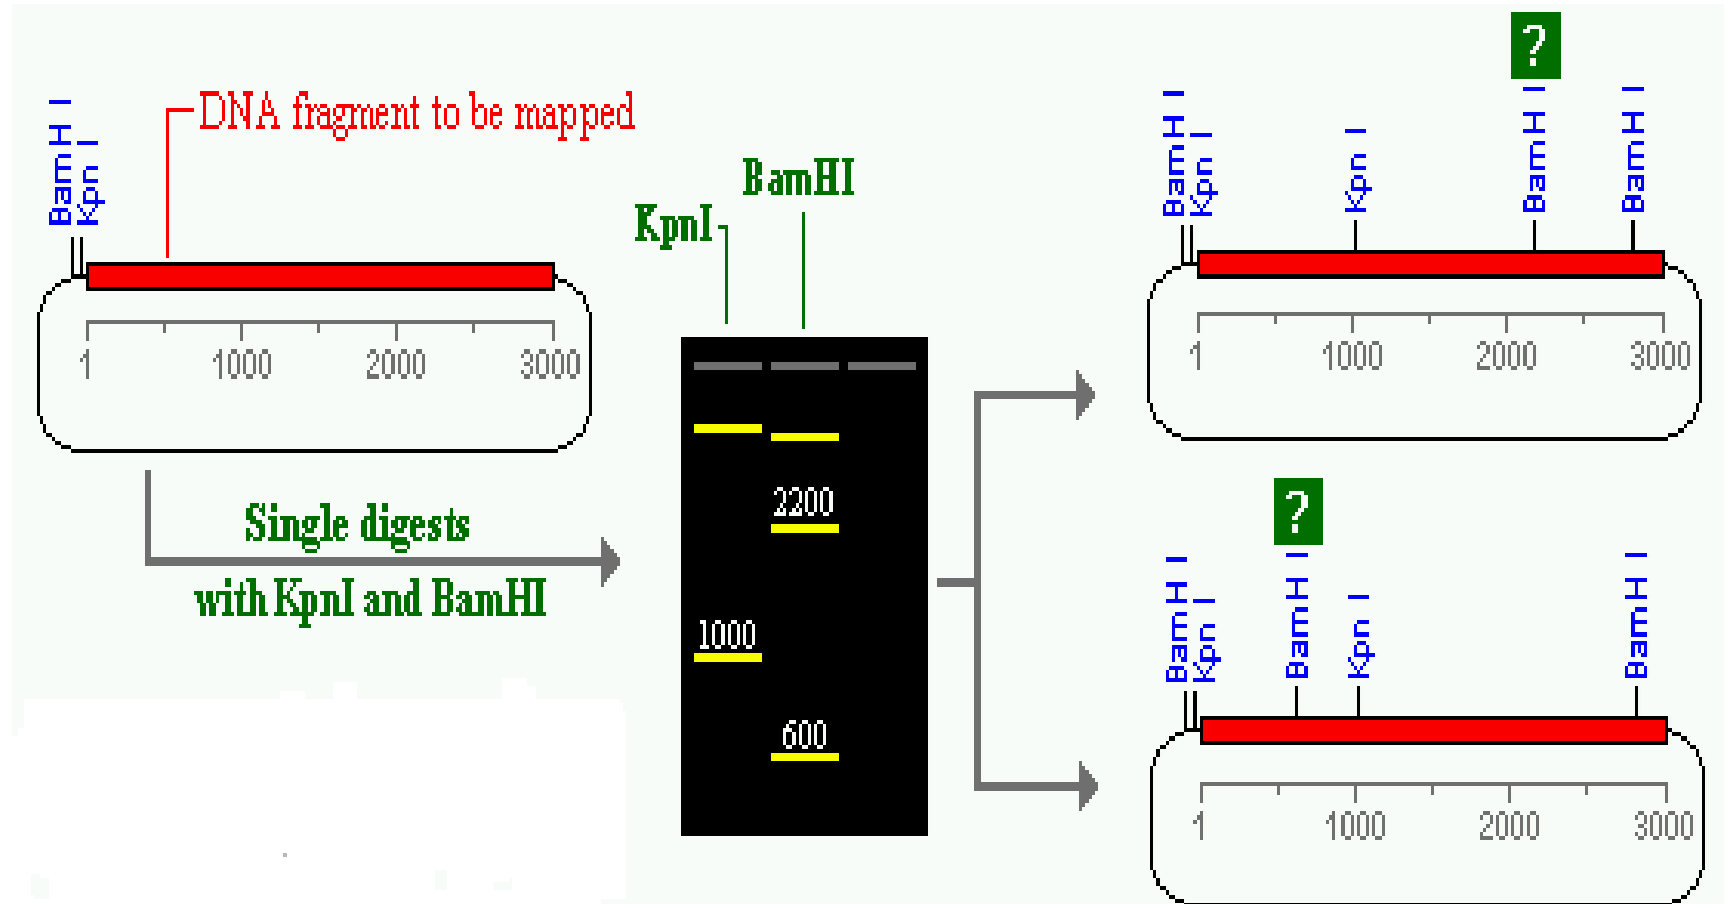 BamH I
Kpn I
DNA fragment to be mapped
1 1000 2000 3000
Single digests
with KpnI and BamHI
KpnI
BamHI
2200
1000
600
?
BamH I
Kpn I
Kpn I
BamH I
BamH I
1 1000 2000 3000
?
BamH I
Kpn I
BamH I
Kpn I
BamH I
1 1000 2000 3000